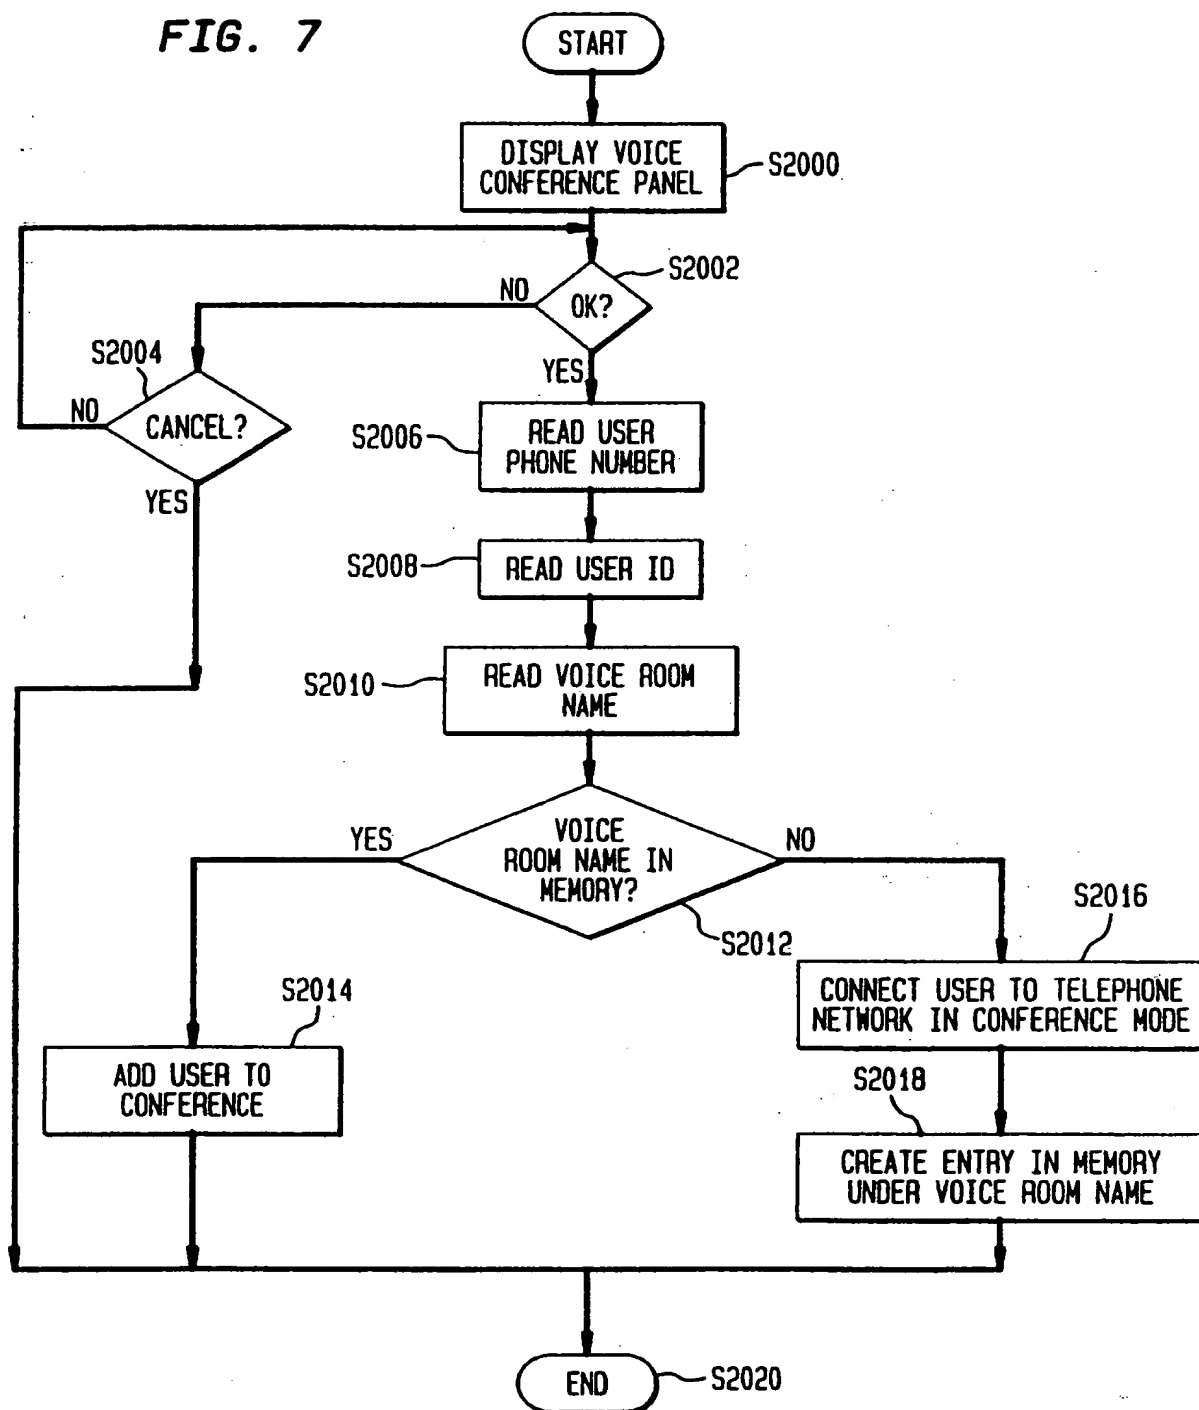 FIG. 7
START
DISPLAY VOICE
CONFERENCE PANEL
S2000
S2002
NO
OK?
S2004
YES
NO
CANCEL?
S2006
READ USER
PHONE NUMBER
YES
S2008
READ USER ID
S2010
READ VOICE ROOM
NAME
YES
VOICE
ROOM NAME IN
MEMORY?
NO
S2012
S2016
S2014
CONNECT USER TO TELEPHONE
NETWORK IN CONFERENCE MODE
ADD USER TO
CONFERENCE
S2018
CREATE ENTRY IN MEMORY
UNDER VOICE ROOM NAME
END
S2020